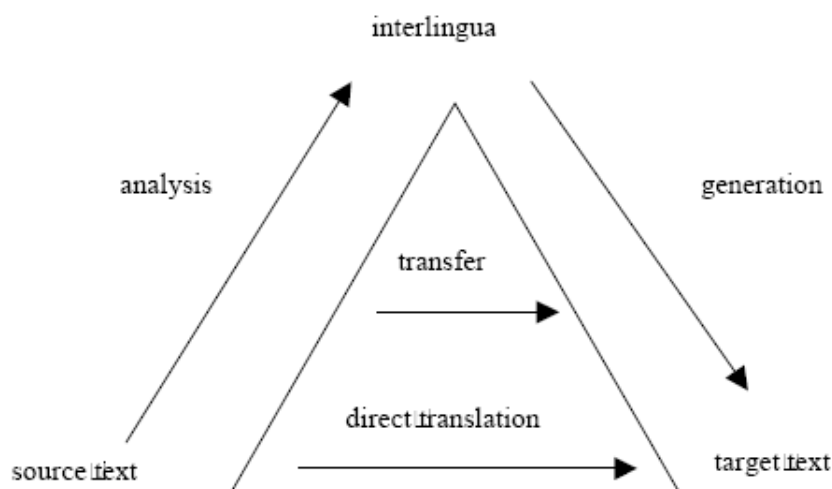 interlingua
analysis
generation
transfer
direct translation
source text
target text